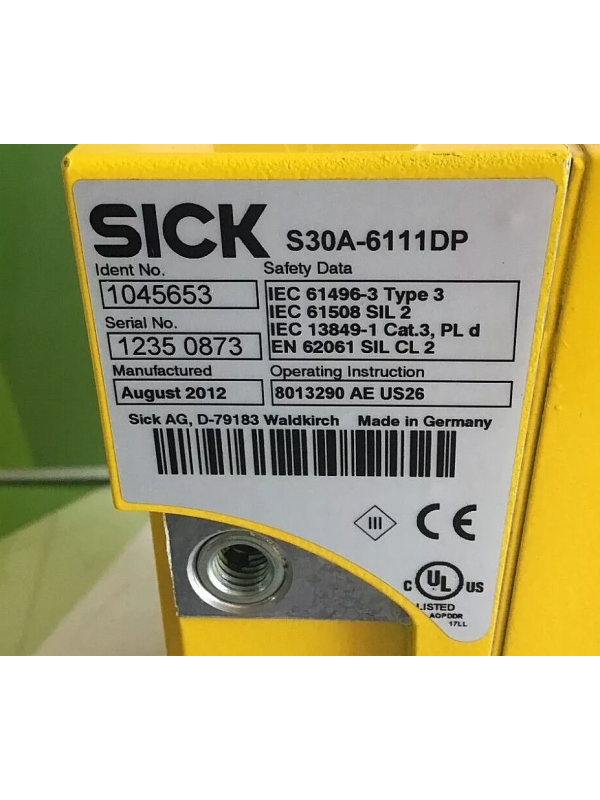 SICK S30A-6111DP
Ident No. Safety Data
1045653
IEC 61496-3 Type 3
IEC 61508 SIL 2
IEC 13849-1 Cat.3, PL d
EN 62061 SIL CL 2
Serial No.
1235 0873
Manufactured Operating Instruction
August 2012 8013290 AE US26
Sick AG, D-79183 Waldkirch Made in Germany
III CE
C UL US
LISTED
AOPDDR
17LL